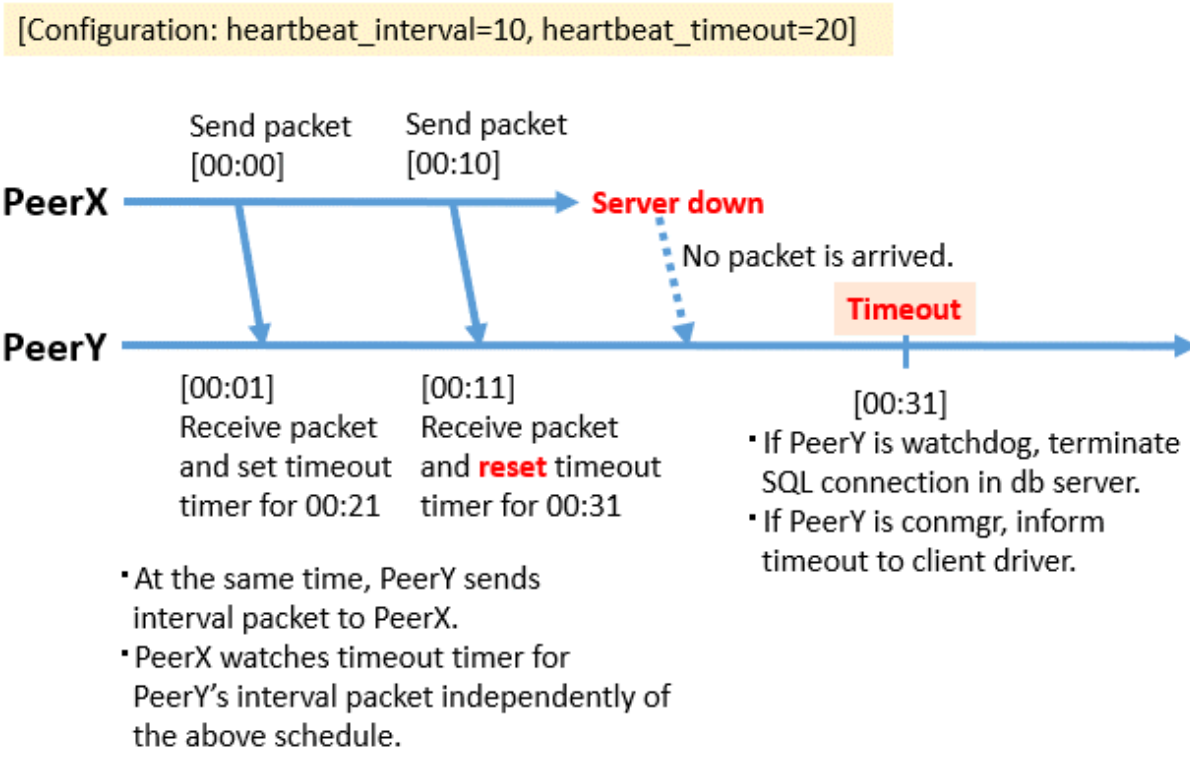 [Configuration: heartbeat_interval=10, heartbeat_timeout=20]
Send packet
[00:00]
Send packet
[00:10]
PeerX
Server down
No packet is arrived.
Timeout
PeerY
[00:01]
Receive packet
and set timeout
timer for 00:21
[00:11]
Receive packet
and reset timeout
timer for 00:31
[00:31]
・If PeerY is watchdog, terminate
SQL connection in db server.
・If PeerY is conmgr, inform
timeout to client driver.
・At the same time, PeerY sends
interval packet to PeerX.
・PeerX watches timeout timer for
PeerY’s interval packet independently of
the above schedule.